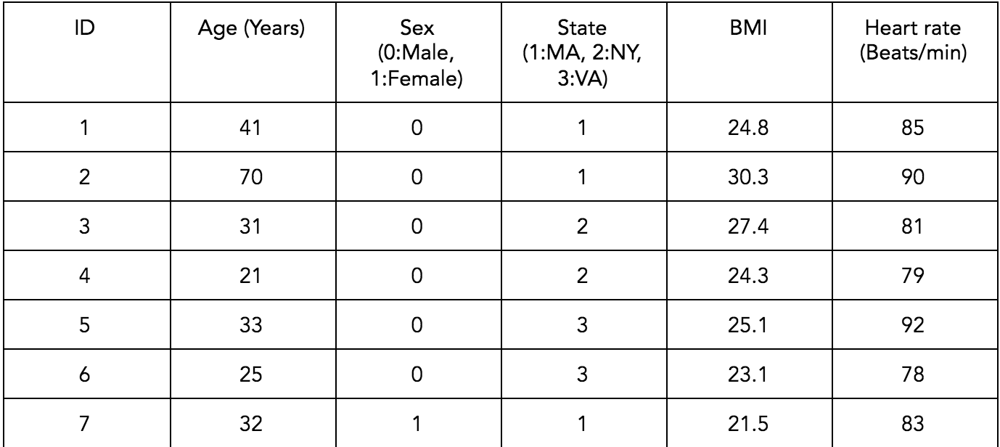 ID Age (Years) Sex (0:Male, 1:Female) State (1:MA, 2:NY, 3:VA) BMI Heart rate (Beats/min)
1 41 0 1 24.8 85
2 70 0 1 30.3 90
3 31 0 2 27.4 81
4 21 0 2 24.3 79
5 33 0 3 25.1 92
6 25 0 3 23.1 78
7 32 1 1 21.5 83